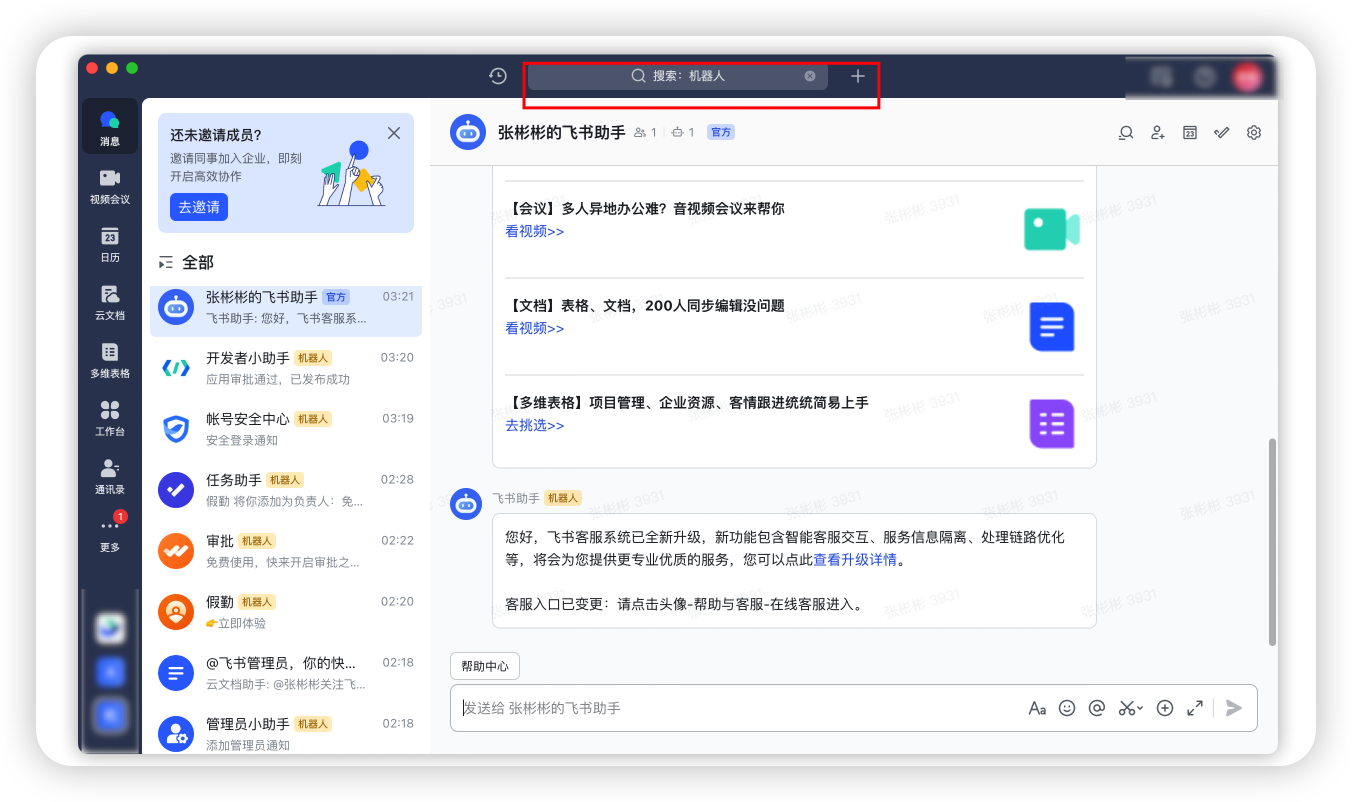 搜索：机器人
消息
视频会议
23
日历
云文档
多维表格
工作台
通讯录
1
更多
还未邀请成员？
邀请同事加入企业，即刻
开启高效协作
去邀请
全部
张彬彬的飞书助手 官方 03:21
飞书助手: 您好，飞书客服系...
开发者小助手 机器人 03:20
应用审批通过，已发布成功
帐号安全中心 机器人 03:19
安全登录通知
任务助手 机器人 02:28
假勤 将你添加为负责人：免...
审批 机器人 02:22
免费使用，快来开启审批之...
假勤 机器人 02:20
👉立即体验
@飞书管理员，你的快... 02:18
云文档助手: @张彬彬关注飞...
管理员小助手 机器人 02:18
添加管理员通知
张彬彬的飞书助手 1 1 官方
23
【会议】多人异地办公难？音视频会议来帮你
看视频>>
【文档】表格、文档，200人同步编辑没问题
看视频>>
【多维表格】项目管理、企业资源、客情跟进统统简易上手
去挑选>>
飞书助手 机器人
您好，飞书客服系统已全新升级，新功能包含智能客服交互、服务信息隔离、处理链路优化
等，将会为您提供更专业优质的服务，您可以点此查看升级详情。
客服入口已变更：请点击头像-帮助与客服-在线客服进入。
帮助中心
发送给 张彬彬的飞书助手
Aa
张彬彬 3931